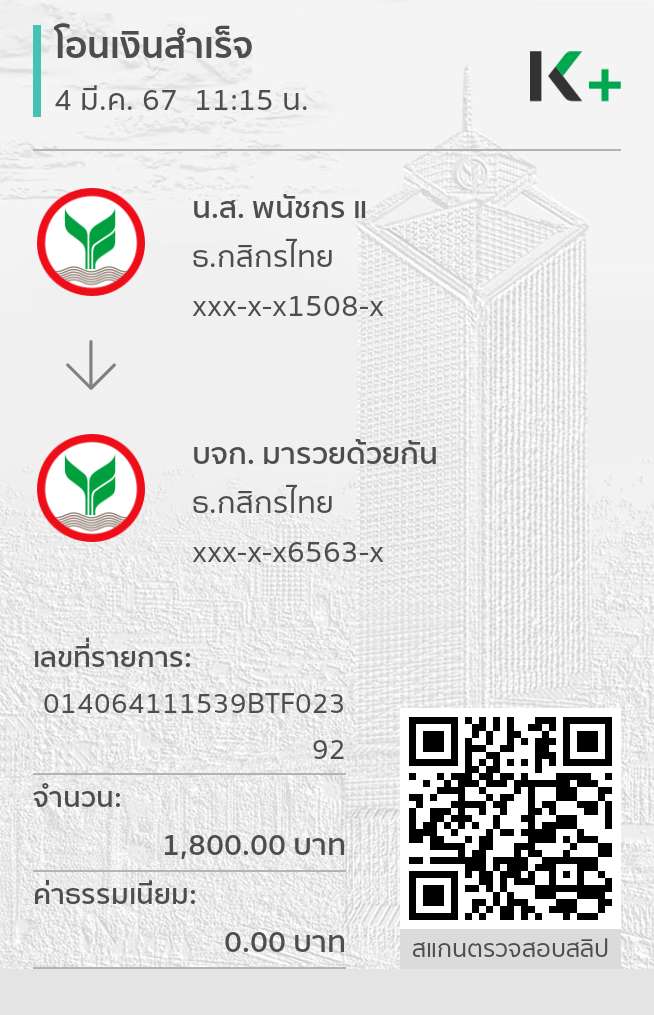 โอนเงินสำเร็จ
4 มี.ค. 67 11:15 น.
K+
น.ส. พนัชกร แ
ธ.กสิกรไทย
xxx-x-x1508-x
บจก. มารวยด้วยกัน
ธ.กสิกรไทย
xxx-x-x6563-x
เลขที่รายการ:
014064111539BTF023
92
จำนวน:
1,800.00 บาท
ค่าธรรมเนียม:
0.00 บาท
สแกนตรวจสอบสลิป